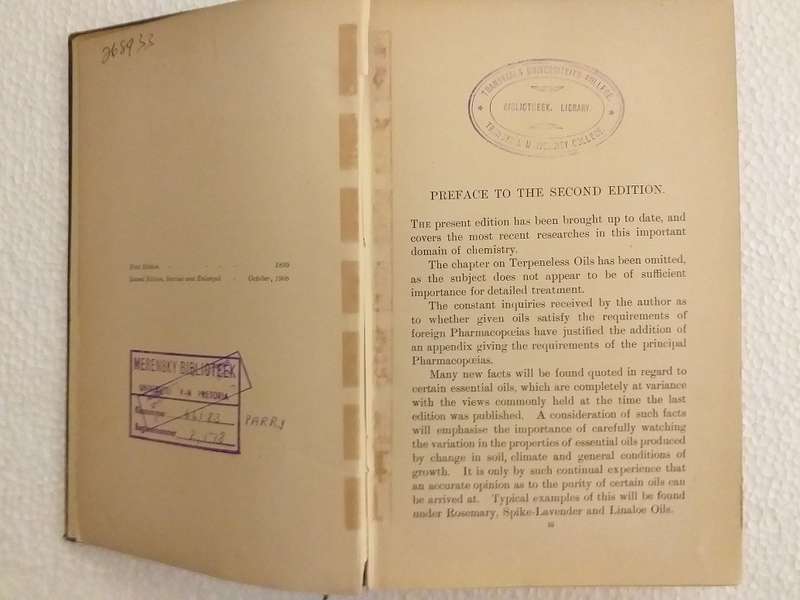 268933
First Edition - - - - 1899
Second Edition, Revised and Enlarged - October, 1908
MERENSKY BIBLIOTEEK
PRETORIA
PARRY
TRANSVAAL UNIVERSITEITS KOLLEGE.
BIBLIOTEEK. LIBRARY.
TRANSVAAL UNIVERSITY COLLEGE.
PREFACE TO THE SECOND EDITION.
THE present edition has been brought up to date, and
covers the most recent researches in this important
domain of chemistry.
The chapter on Terpeneless Oils has been omitted,
as the subject does not appear to be of sufficient
importance for detailed treatment.
The constant inquiries received by the author as
to whether given oils satisfy the requirements of
foreign Pharmacopœias have justified the addition of
an appendix giving the requirements of the principal
Pharmacopœias.
Many new facts will be found quoted in regard to
certain essential oils, which are completely at variance
with the views commonly held at the time the last
edition was published. A consideration of such facts
will emphasise the importance of carefully watching
the variation in the properties of essential oils produced
by change in soil, climate and general conditions of
growth. It is only by such continual experience that
an accurate opinion as to the purity of certain oils can
be arrived at. Typical examples of this will be found
under Rosemary, Spike-Lavender and Linaloe Oils.